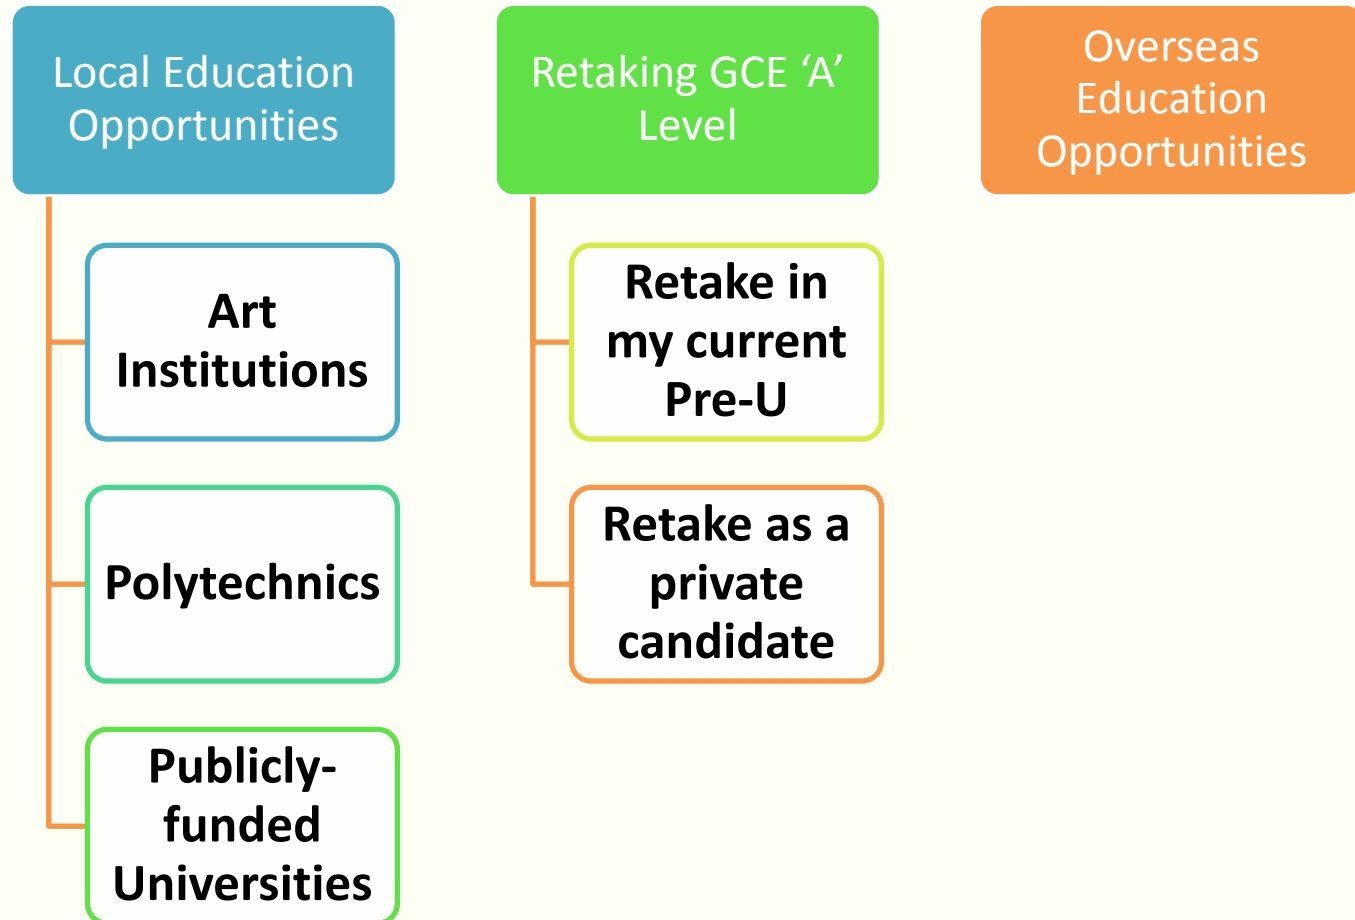 Local Education
Opportunities
Art
Institutions
Polytechnics
Publicly-
funded
Universities
Retaking GCE ‘A’
Level
Retake in
my current
Pre-U
Retake as a
private
candidate
Overseas
Education
Opportunities